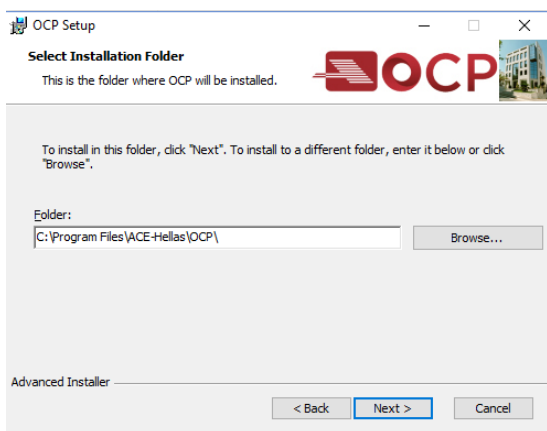 OCP Setup
Select Installation Folder
This is the folder where OCP will be installed.
OCP
To install in this folder, click "Next". To install to a different folder, enter it below or click
"Browse".
Folder:
C:\Program Files\ACE-Hellas\OCP\
Browse...
Advanced Installer
< Back
Next >
Cancel